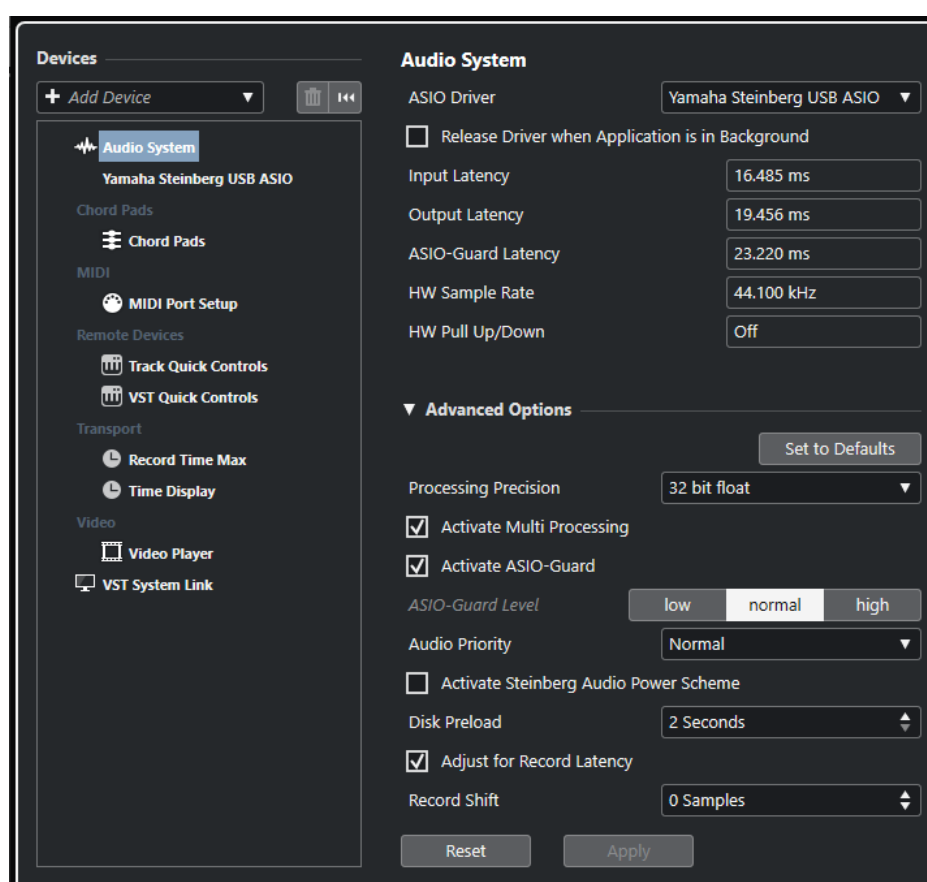 Devices
Add Device
Audio System
Yamaha Steinberg USB ASIO
Chord Pads
Chord Pads
MIDI
MIDI Port Setup
Remote Devices
Track Quick Controls
VST Quick Controls
Transport
Record Time Max
Time Display
Video
Video Player
VST System Link
Audio System
ASIO Driver Yamaha Steinberg USB ASIO
Release Driver when Application is in Background
Input Latency 16.485 ms
Output Latency 19.456 ms
ASIO-Guard Latency 23.220 ms
HW Sample Rate 44.100 kHz
HW Pull Up/Down Off
Advanced Options
Set to Defaults
Processing Precision 32 bit float
Activate Multi Processing
Activate ASIO-Guard
ASIO-Guard Level low normal high
Audio Priority Normal
Activate Steinberg Audio Power Scheme
Disk Preload 2 Seconds
Adjust for Record Latency
Record Shift 0 Samples
Reset Apply